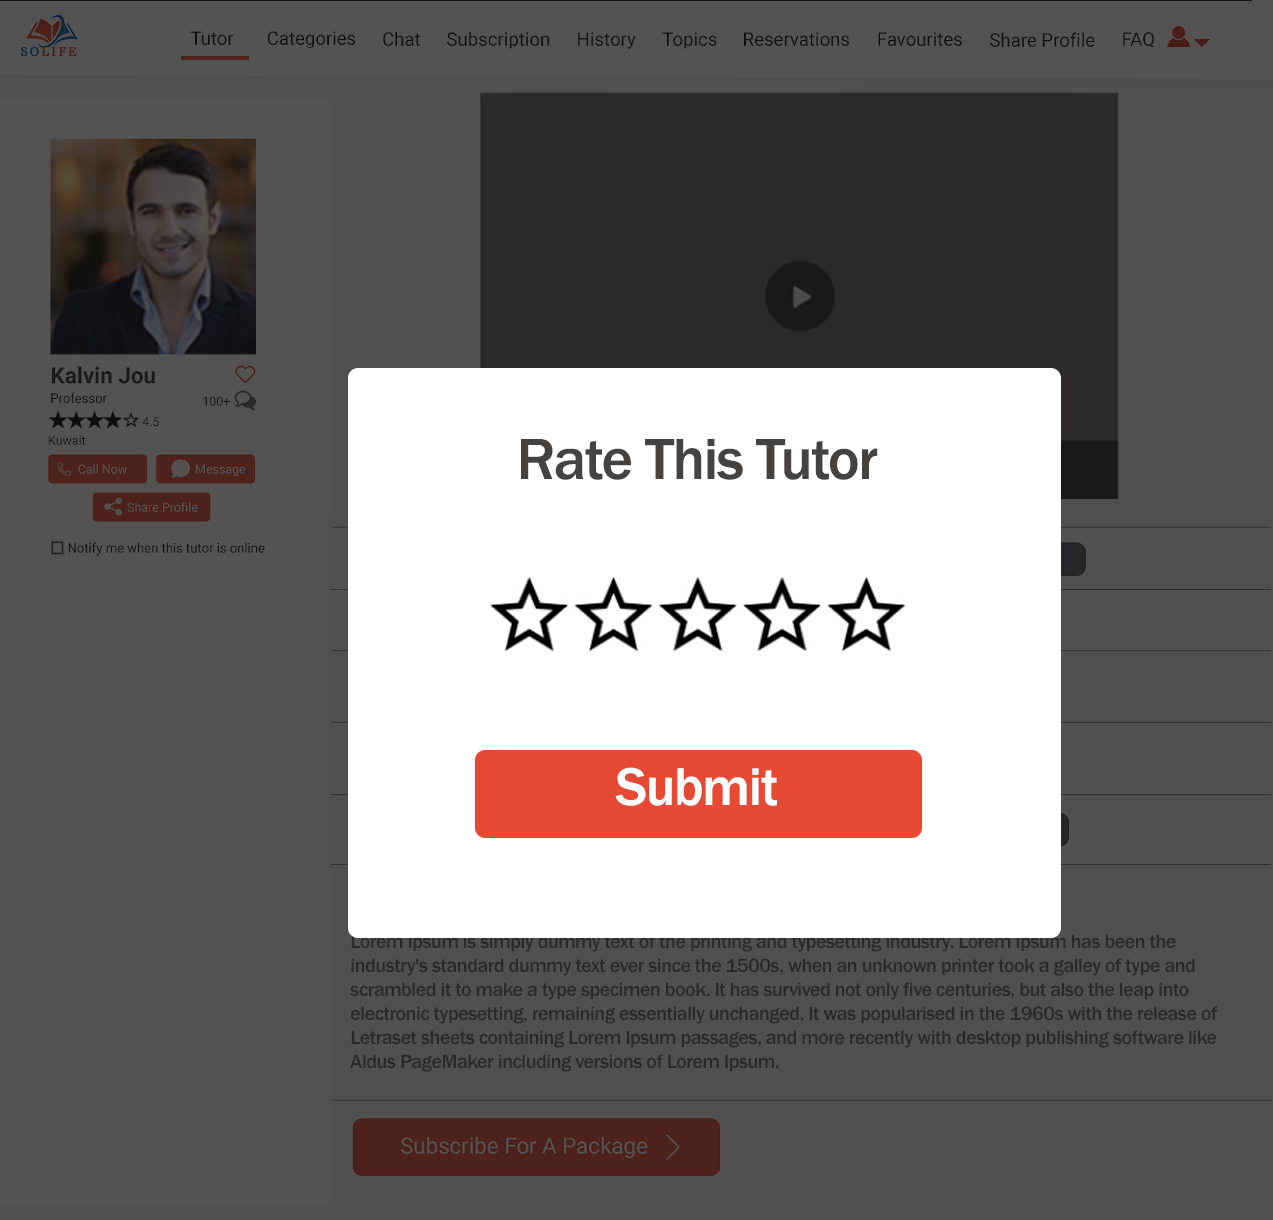 SOLIFE
Tutor Categories Chat Subscription History Topics Reservations Favourites Share Profile FAQ
Kalvin Jou
Professor
100+
4.5
Kuwait
Call Now
Message
Share Profile
Notify me when this tutor is online
Rate This Tutor
Submit
Lorem Ipsum is simply dummy text of the printing and typesetting industry. Lorem Ipsum has been the
industry's standard dummy text ever since the 1500s, when an unknown printer took a galley of type and
scrambled it to make a type specimen book. It has survived not only five centuries, but also the leap into
electronic typesetting, remaining essentially unchanged. It was popularised in the 1960s with the release of
Letraset sheets containing Lorem Ipsum passages, and more recently with desktop publishing software like
Aldus PageMaker including versions of Lorem Ipsum.
Subscribe For A Package